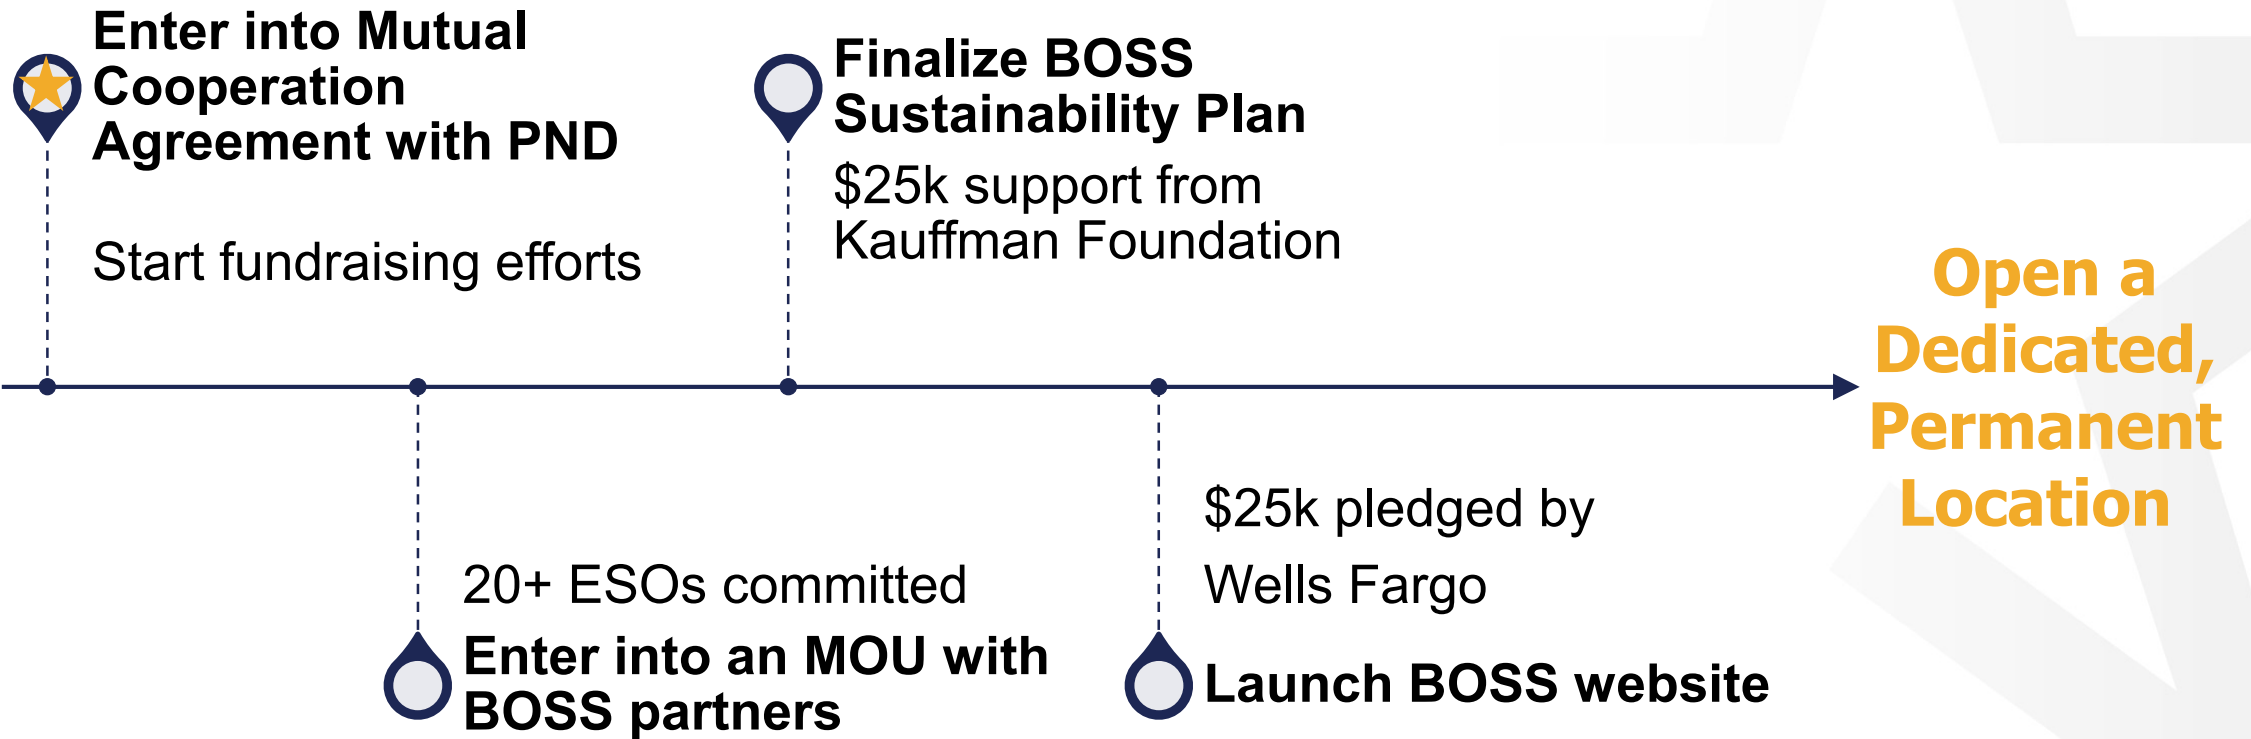 Enter into Mutual
Cooperation
Agreement with PND
Start fundraising efforts
20+ ESOs committed
Enter into an MOU with
BOSS partners
Finalize BOSS
Sustainability Plan
$25k support from
Kauffman Foundation
$25k pledged by
Wells Fargo
Launch BOSS website
Open a
Dedicated,
Permanent
Location